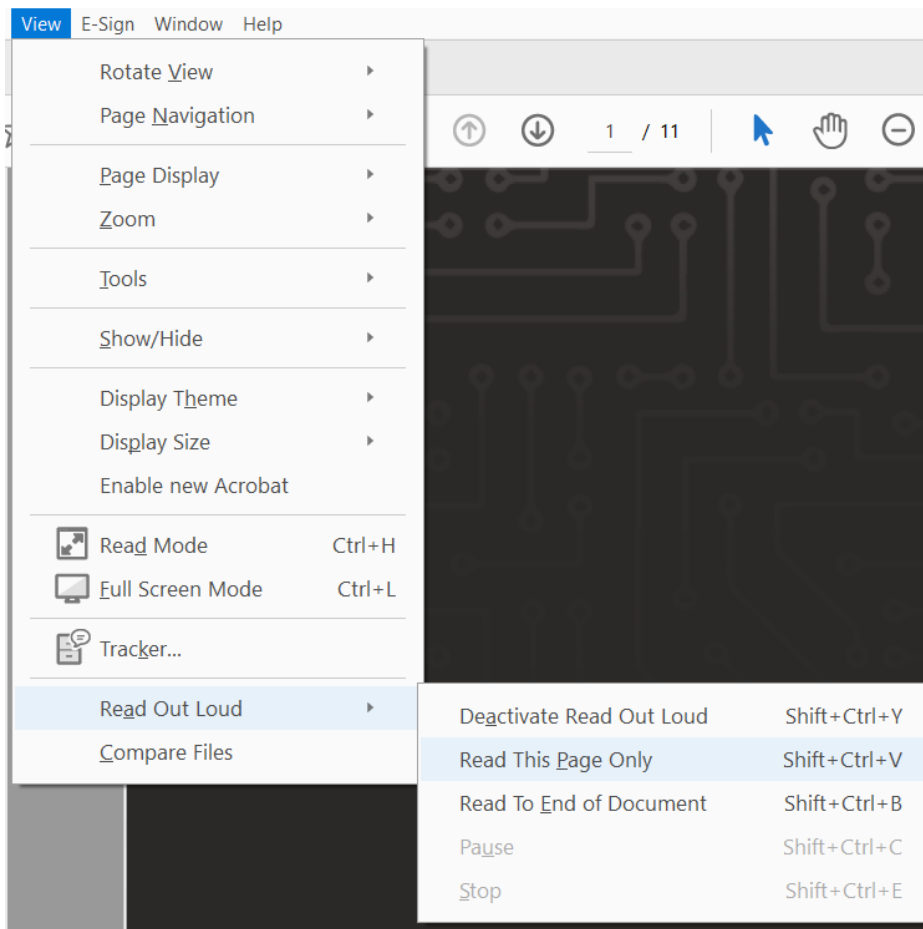 View E-Sign Window Help
Rotate View
Page Navigation
1 / 11
Page Display
Zoom
Tools
Show/Hide
Display Theme
Display Size
Enable new Acrobat
Read Mode Ctrl+H
Full Screen Mode Ctrl+L
Tracker...
Read Out Loud
Compare Files
Deactivate Read Out Loud Shift+Ctrl+Y
Read This Page Only Shift+Ctrl+V
Read To End of Document Shift+Ctrl+B
Pause Shift+Ctrl+C
Stop Shift+Ctrl+E